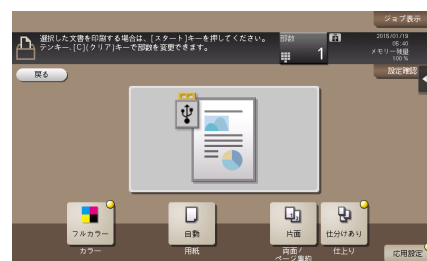 ジョブ表示
選択した文書を印刷する場合は、[スタート]キーを押してください。
テンキー、[C](クリア)キーで部数を変更できます。
部数
1
2015/01/19
05:40
メモリー残量
100%
戻る
設定確認
フルカラー
自動
片面
仕分けあり
カラー
用紙
両面/
ページ集約
仕上り
応用設定